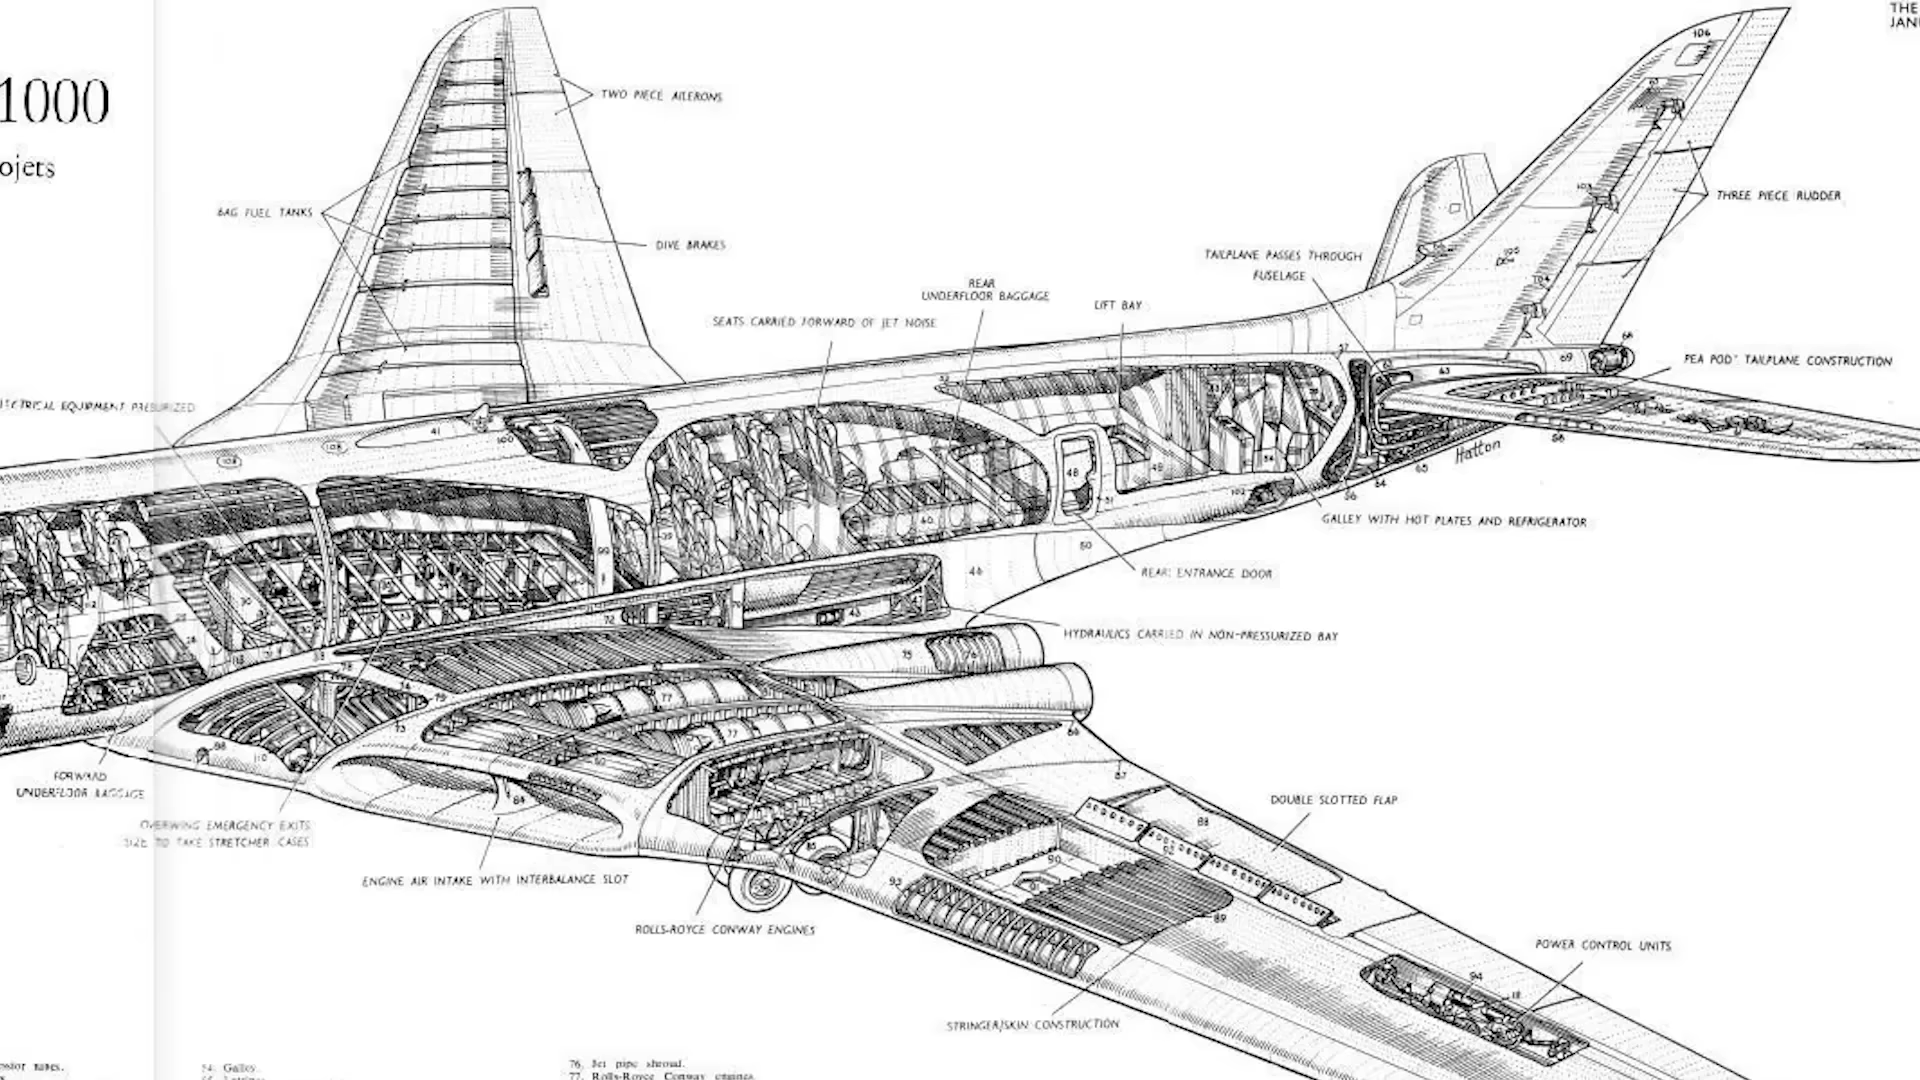 1000
ojets
THE
JANU
TWO PIECE AILERONS
BAG FUEL TANKS
DIVE BRAKES
THREE PIECE RUDDER
TAILPLANE PASSES THROUGH
FUSELAGE
REAR
UNDERFLOOR BAGGAGE
LIFT BAY
SEATS CARRIED FORWARD OF JET NOISE
PEA POD' TAILPLANE CONSTRUCTION
ECTRICAL EQUIPMENT PRESURIZED
Hatton
GALLEY WITH HOT PLATES AND REFRIGERATOR
REAR ENTRANCE DOOR
HYDRAULICS CARRIED IN NON-PRESSURIZED BAY
FORWARD
UNDERFLOOR BAGGAGE
OVERWING EMERGENCY EXITS
SIZE TO TAKE STRETCHER CASES
ENGINE AIR INTAKE WITH INTERBALANCE SLOT
ROLLS-ROYCE CONWAY ENGINES
DOUBLE SLOTTED FLAP
POWER CONTROL UNITS
STRINGER/SKIN CONSTRUCTION
54. Galley.
76. Jet pipe shroud.
77. Rolls-Royce Conway engines.